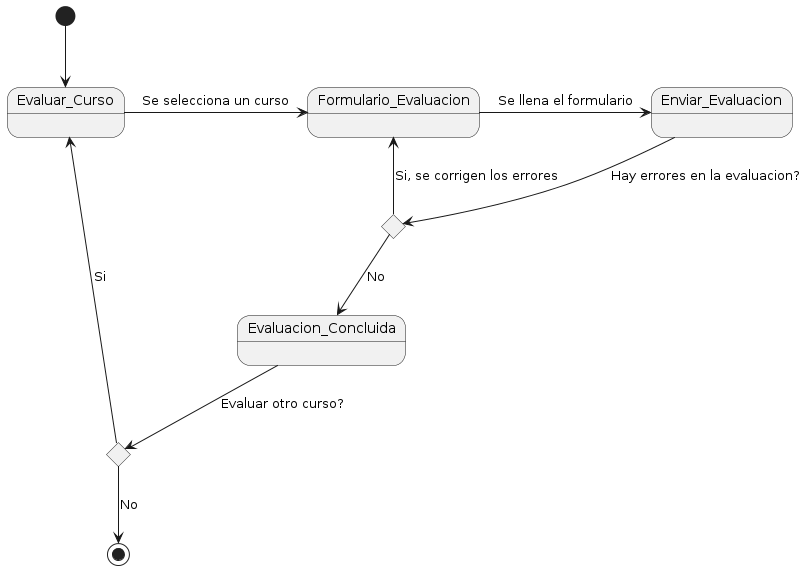 Evaluar_Curso
Se selecciona un curso
Formulario_Evaluacion
Se llena el formulario
Enviar_Evaluacion
Si, se corrigen los errores
Hay errores en la evaluacion?
Si
No
Evaluacion_Concluida
Evaluar otro curso?
No